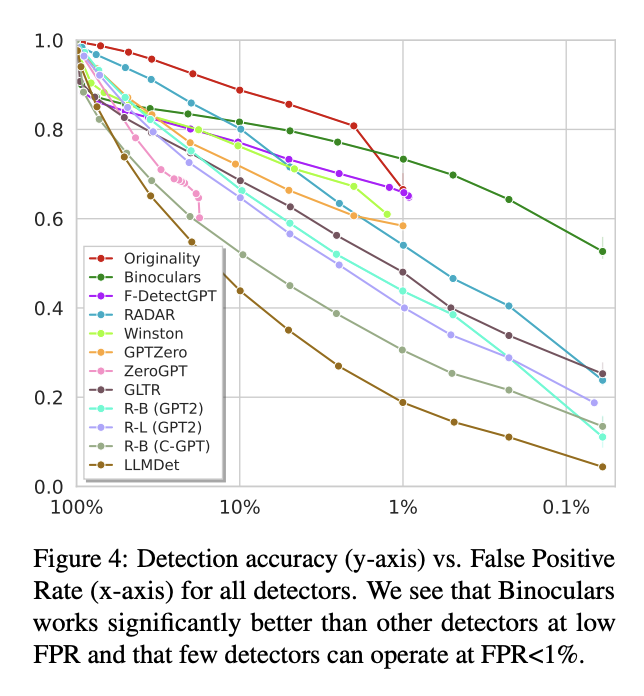 1.0
0.8
0.6
0.4
0.2
0.0
Originality
Binoculars
F-DetectGPT
RADAR
Winston
GPTZero
ZeroGPT
GLTR
R-B (GPT2)
R-L (GPT2)
R-B (C-GPT)
LLMDet
100%
10%
1%
0.1%
Figure 4: Detection accuracy (y-axis) vs. False Positive
Rate (x-axis) for all detectors. We see that Binoculars
works significantly better than other detectors at low
FPR and that few detectors can operate at FPR<1%.